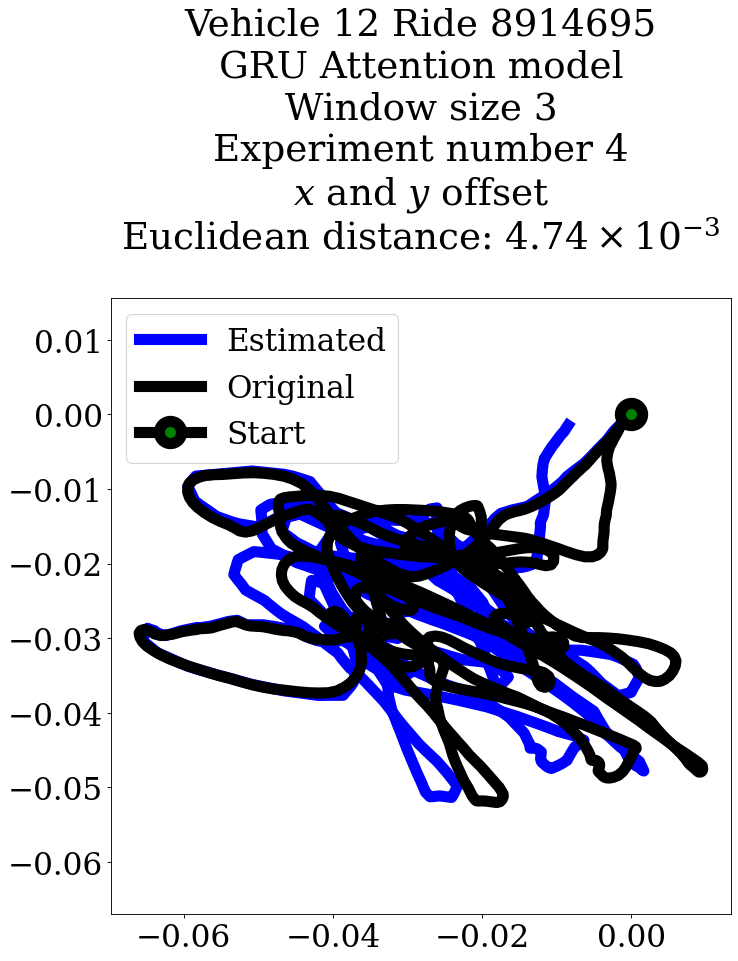 Vehicle 12 Ride 8914695
GRU Attention model
Window size 3
Experiment number 4
x and y offset
Euclidean distance: 4.74 × 10⁻³
Estimated
Original
Start
0.01
0.00
−0.01
−0.02
−0.03
−0.04
−0.05
−0.06
−0.06 −0.04 −0.02 0.00